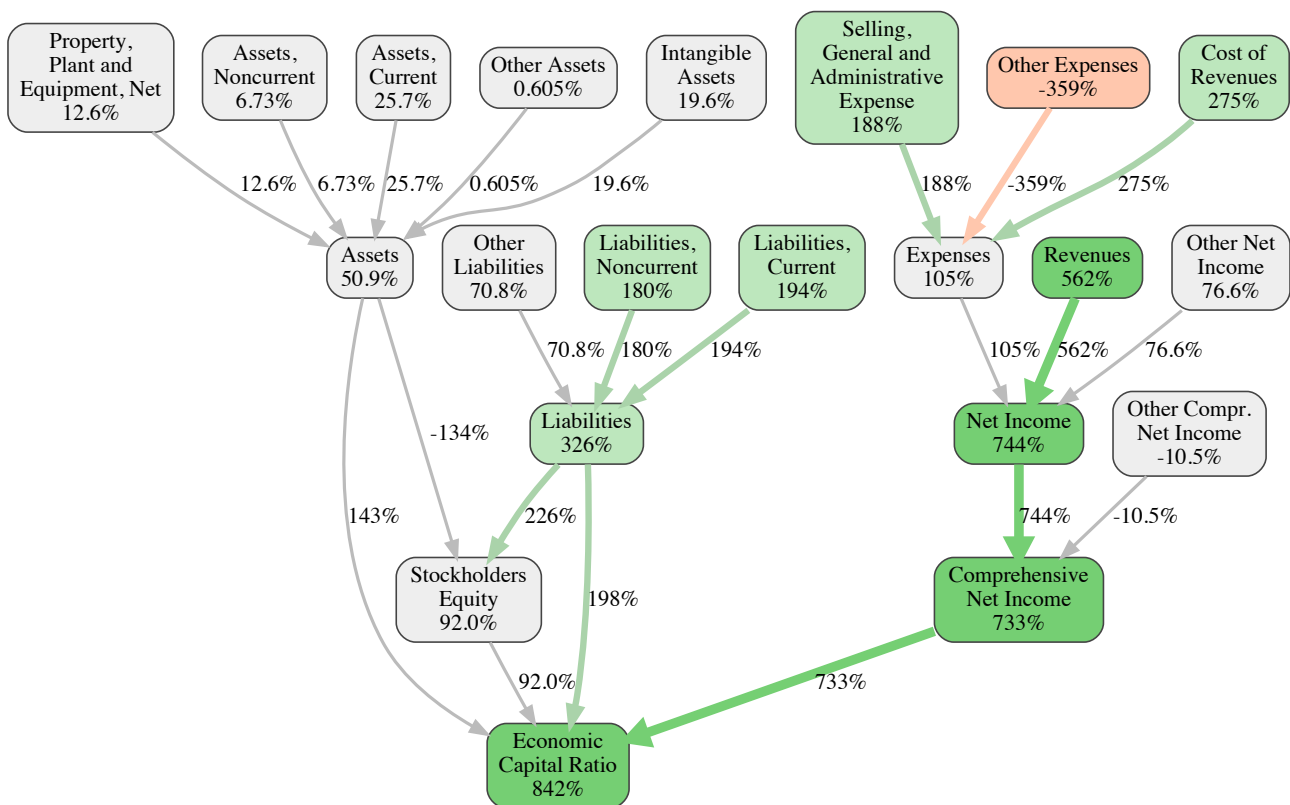 Property,
Plant and
Equipment, Net
12.6%
Assets,
Noncurrent
6.73%
Assets,
Current
25.7%
Other Assets
0.605%
Intangible
Assets
19.6%
Selling,
General and
Administrative
Expense
188%
Other Expenses
-359%
Cost of
Revenues
275%
12.6%
6.73%
25.7%
0.605%
19.6%
188%
-359%
275%
Assets
50.9%
Other
Liabilities
70.8%
Liabilities,
Noncurrent
180%
Liabilities,
Current
194%
Expenses
105%
Revenues
562%
Other Net
Income
76.6%
70.8%
180%
194%
105%
562%
76.6%
-134%
Liabilities
326%
Net Income
744%
Other Compr.
Net Income
-10.5%
143%
226%
744%
-10.5%
Stockholders
Equity
92.0%
198%
Comprehensive
Net Income
733%
92.0%
733%
Economic
Capital Ratio
842%